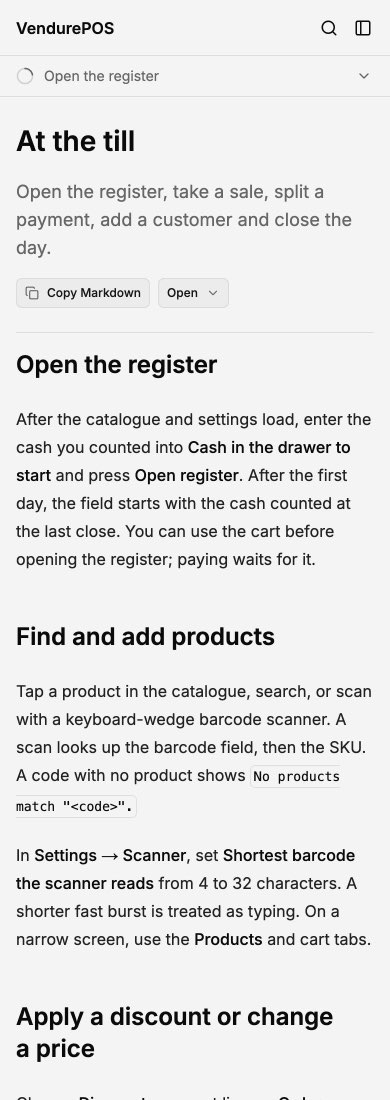 VendurePOS
Open the register
At the till
Open the register, take a sale, split a
payment, add a customer and close the
day.
Copy Markdown
Open
Open the register
After the catalogue and settings load, enter the
cash you counted into Cash in the drawer to
start and press Open register. After the first
day, the field starts with the cash counted at
the last close. You can use the cart before
opening the register; paying waits for it.
Find and add products
Tap a product in the catalogue, search, or scan
with a keyboard-wedge barcode scanner. A
scan looks up the barcode field, then the SKU.
A code with no product shows No products
match "<code>".
In Settings → Scanner, set Shortest barcode
the scanner reads from 4 to 32 characters. A
shorter fast burst is treated as typing. On a
narrow screen, use the Products and cart tabs.
Apply a discount or change
a price